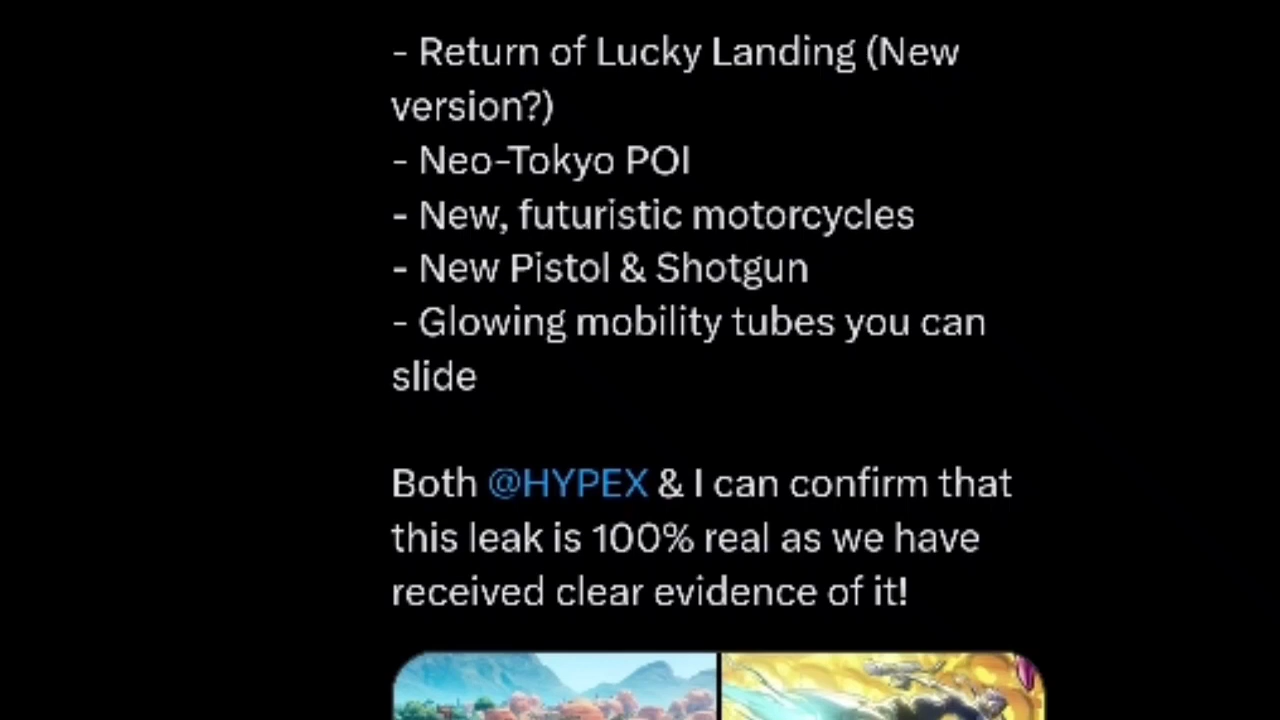 - Return of Lucky Landing (New
version?)
- Neo-Tokyo POI
- New, futuristic motorcycles
- New Pistol & Shotgun
- Glowing mobility tubes you can
slide
Both @HYPEX & I can confirm that
this leak is 100% real as we have
received clear evidence of it!